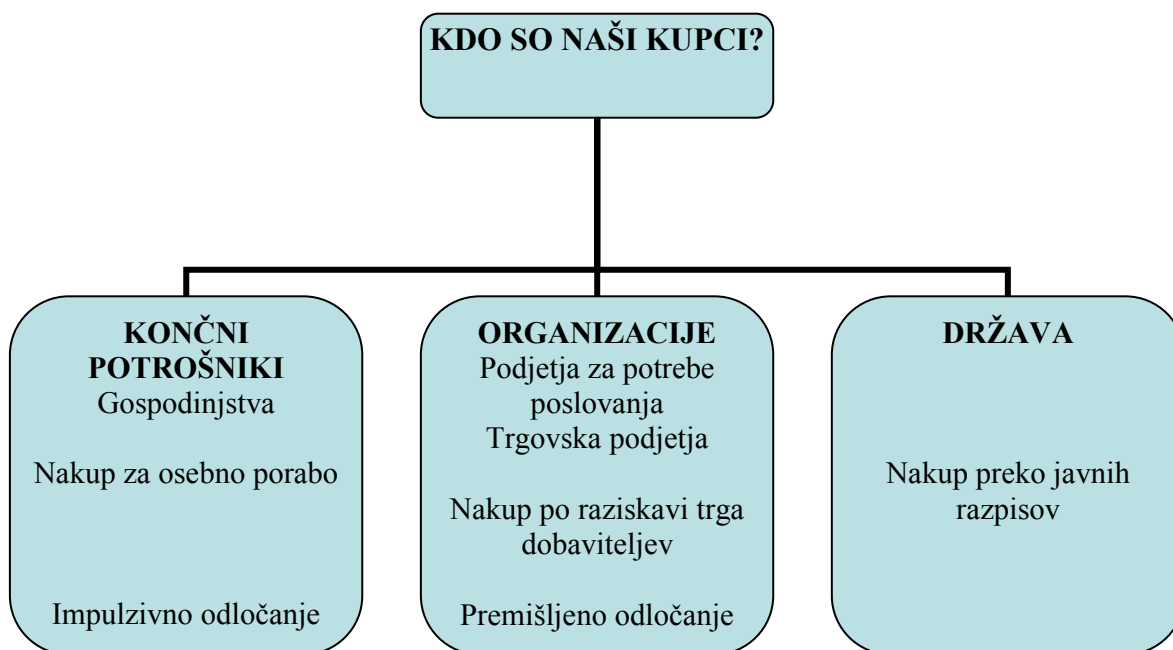 KDO SO NAŠI KUPCI?
KONČNI
POTROŠNIKI
Gospodinjstva
Nakup za osebno porabo
Impulzivno odločanje
ORGANIZACIJE
Podjetja za potrebe
poslovanja
Trgovska podjetja
Nakup po raziskavi trga
dobaviteljev
Premišljeno odločanje
DRŽAVA
Nakup preko javnih
razpisov